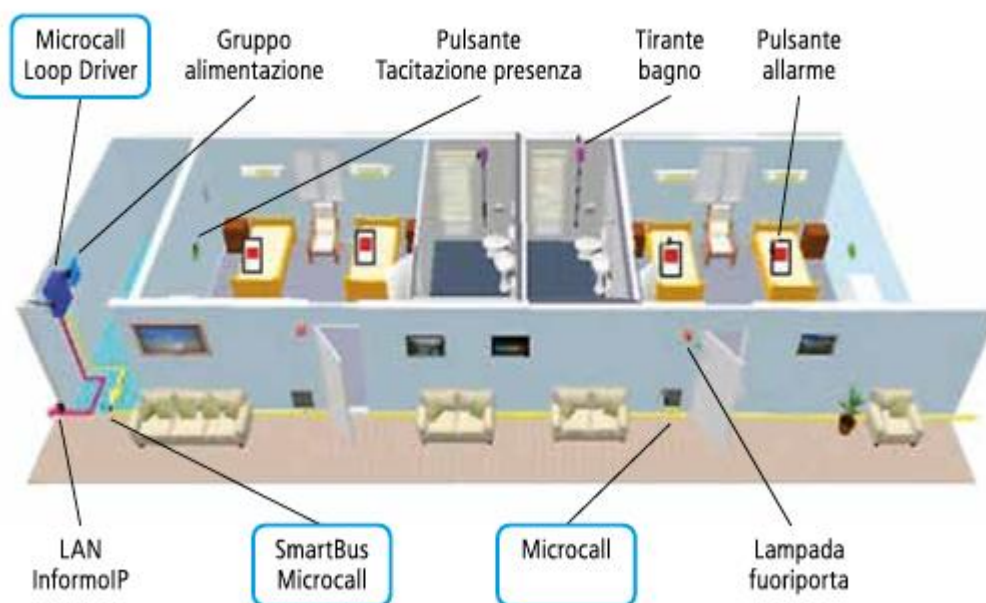 Microcall
Loop Driver
Gruppo
alimentazione
Pulsante
Tacitazione presenza
Tirante
bagno
Pulsante
allarme
LAN
InformoIP
SmartBus
Microcall
Microcall
Lampada
fuoriporta